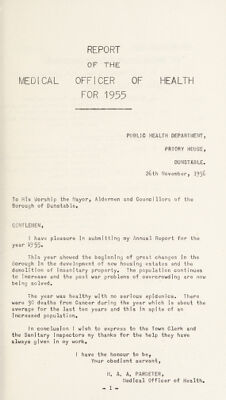 REPORT
OF THE
MEDICAL OFFICER OF HEALTH
FOR 1955
PUBLIC HEALTH DEPARTMENT,
PRIORY HOUSE,
DUNSTABLE.
26th November, 1956
To His Worship the Mayor, Aldermen and Councillors of the
Borough of Dunstable.
GENTLEMEN,
I have pleasure in submitting my Annual Report for the
year 1955.
This year showed the beginning of great changes in the
Borough in the development of new housing estates and the
demolition of insanitary property. The population continues
to increase and the past war problems of overcrowding are now
being solved.
The year was healthy with no serious epidemics. There
were 30 deaths from Cancer during the year which is about the
average for the last ten years and this in spite of an
increased population.
In conclusion I wish to express to the Town Clerk and
the Sanitary Inspectors my thanks for the help they have
always given in my work.
I have the honour to be,
Your obedient servant,
H. A. A. PARGETER,
Medical Officer of Health.
- 1 -